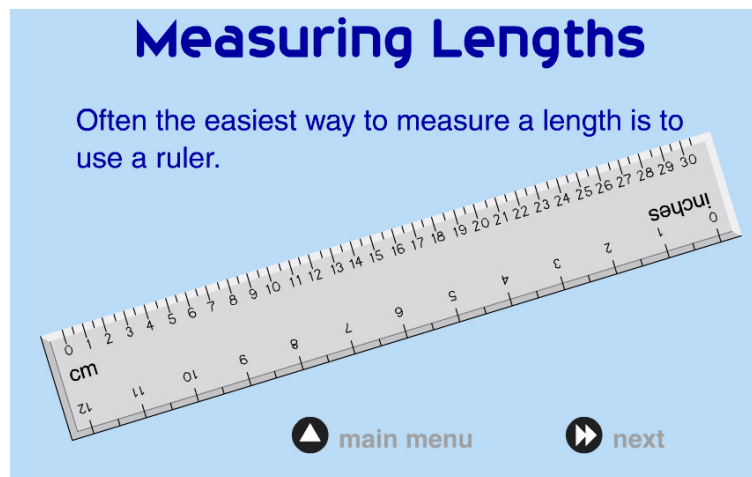 Measuring Lengths
Often the easiest way to measure a length is to
use a ruler.
0 1 2 3 4 5 6 7 8 9 10 11 12 13 14 15 16 17 18 19 20 21 22 23 24 25 26 27 28 29 30
cm
inches
0 1 2 3 4 5 6 7 8 9 10 11 12
main menu
next